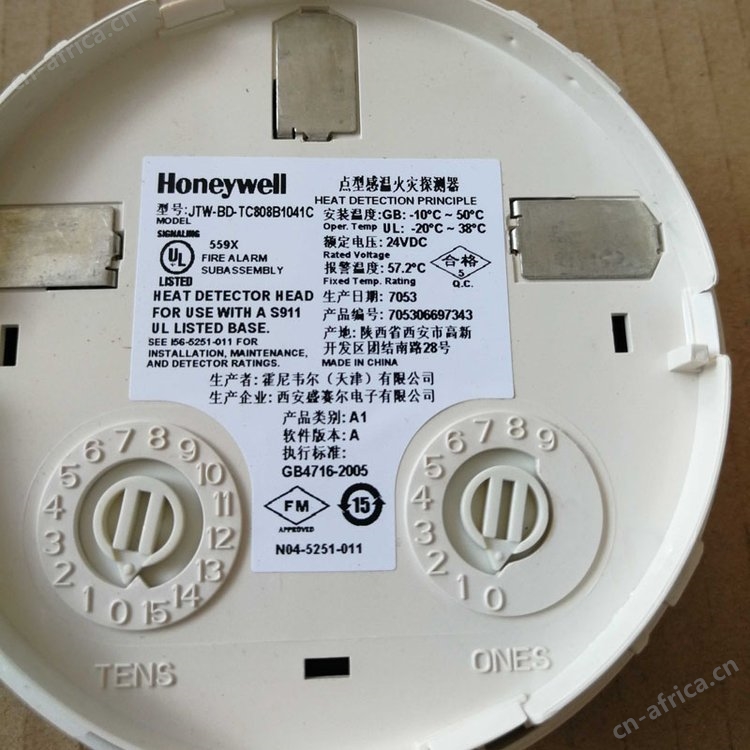 cn-africa.cn
Honeywell
点型感温火灾探测器
HEAT DETECTION PRINCIPLE
型号:JTW-BD-TC808B1041C
MODEL
安装温度:GB: -10°C ~ 50°C
Oper. Temp UL: -20°C ~ 38°C
SIGNALING
UL
LISTED
559X
FIRE ALARM
SUBASSEMBLY
额定电压: 24VDC
Rated Voltage
报警温度: 57.2°C
Fixed Temp. Rating
合格
5
Q.C.
HEAT DETECTOR HEAD
FOR USE WITH A S911
UL LISTED BASE.
SEE I56-5251-011 FOR
INSTALLATION, MAINTENANCE,
AND DETECTOR RATINGS.
生产日期: 7053
产品编号: 705306697343
产地: 陕西省西安市高新
开发区团结南路28号
MADE IN CHINA
生产者: 霍尼韦尔(天津)有限公司
生产企业: 西安盛赛尔电子有限公司
产品类别: A1
软件版本: A
执行标准:
GB4716-2005
FM
APPROVED
15
N04-5251-011
0 1 2 3 4 5 6 7 8 9 10 11 12 13 14 15
TENS
0 1 2 3 4 5 6 7 8 9
ONES
cn-africa.cn